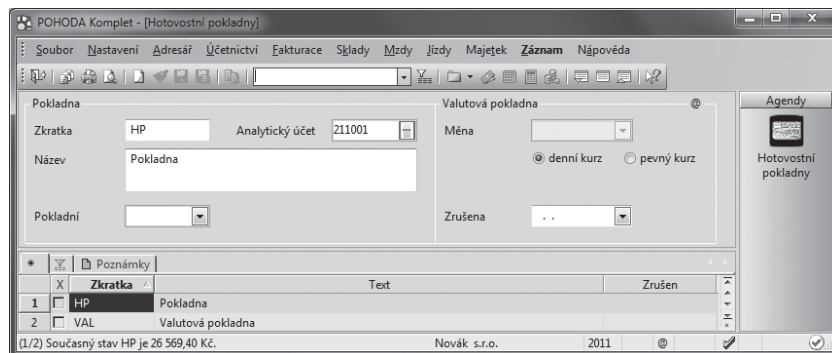 POHODA Komplet - [Hotovostní pokladny]
Soubor Nastavení Adresář Účetnictví Fakturace Sklady Mzdy Jízdy Majetek Záznam Nápověda
Pokladna Valutová pokladna @ Agendy
Zkratka HP Analytický účet 211001 ... Měna
Název Pokladna denní kurz pevný kurz Hotovostní pokladny
Pokladní Zrušena . .
* Poznámky
X Zkratka Text Zrušen
1 HP Pokladna
2 VAL Valutová pokladna
(1/2) Současný stav HP je 26 569,40 Kč. Novák s.r.o. 2011 @